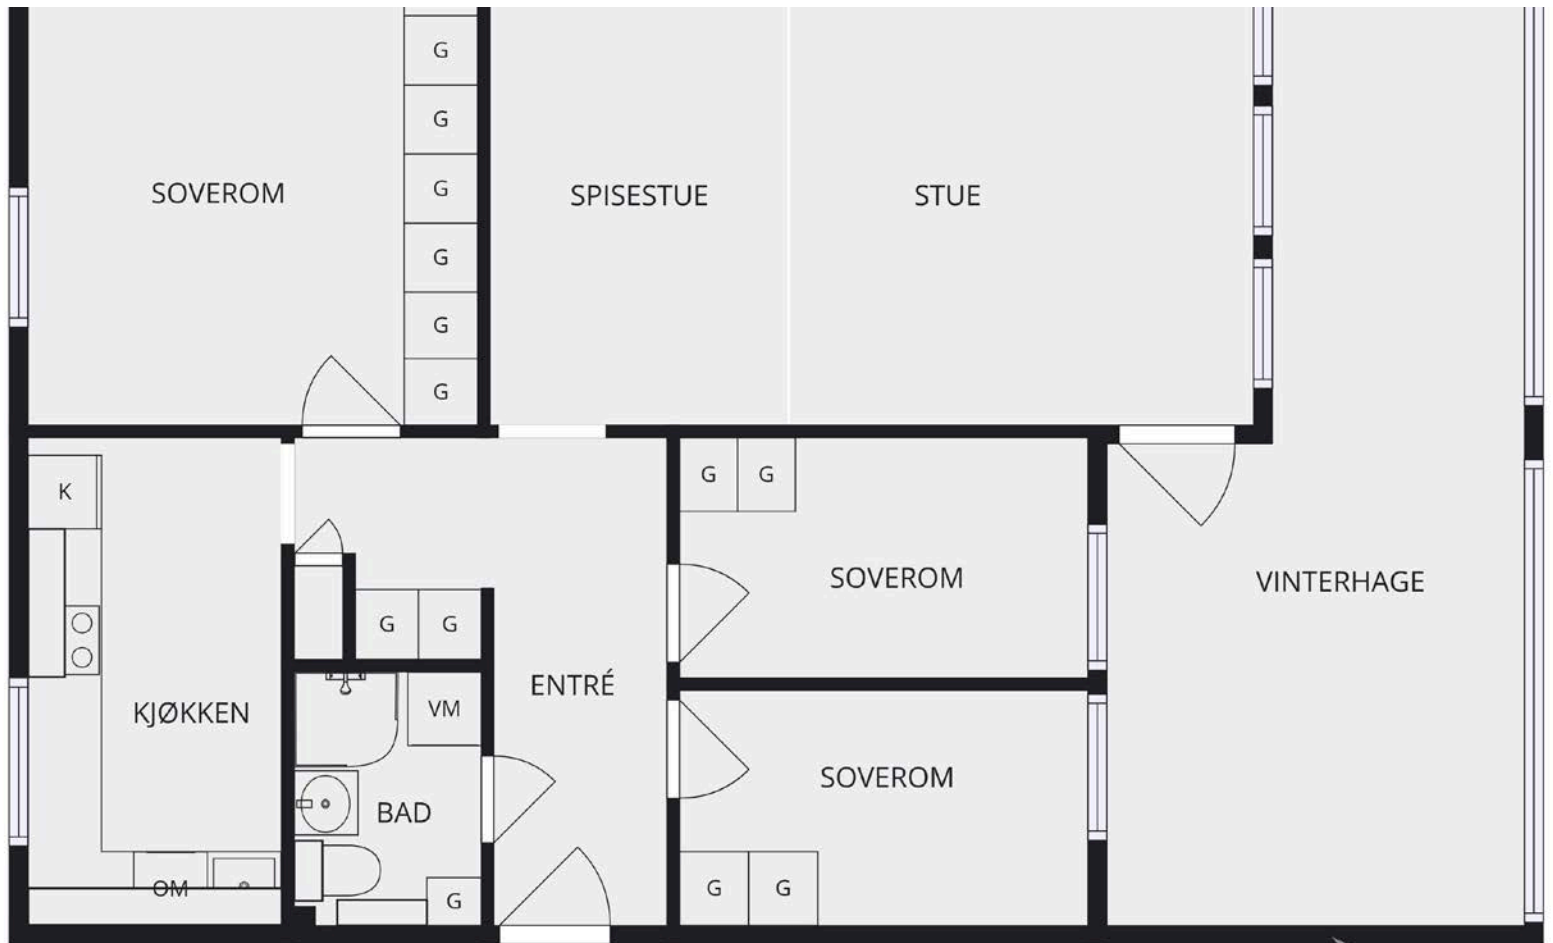 G
G
SOVEROM
G
SPISESTUE
STUE
G
G
G
K
G
G
SOVEROM
VINTERHAGE
G
G
ENTRÉ
KJØKKEN
VM
SOVEROM
BAD
OM
G
G
G